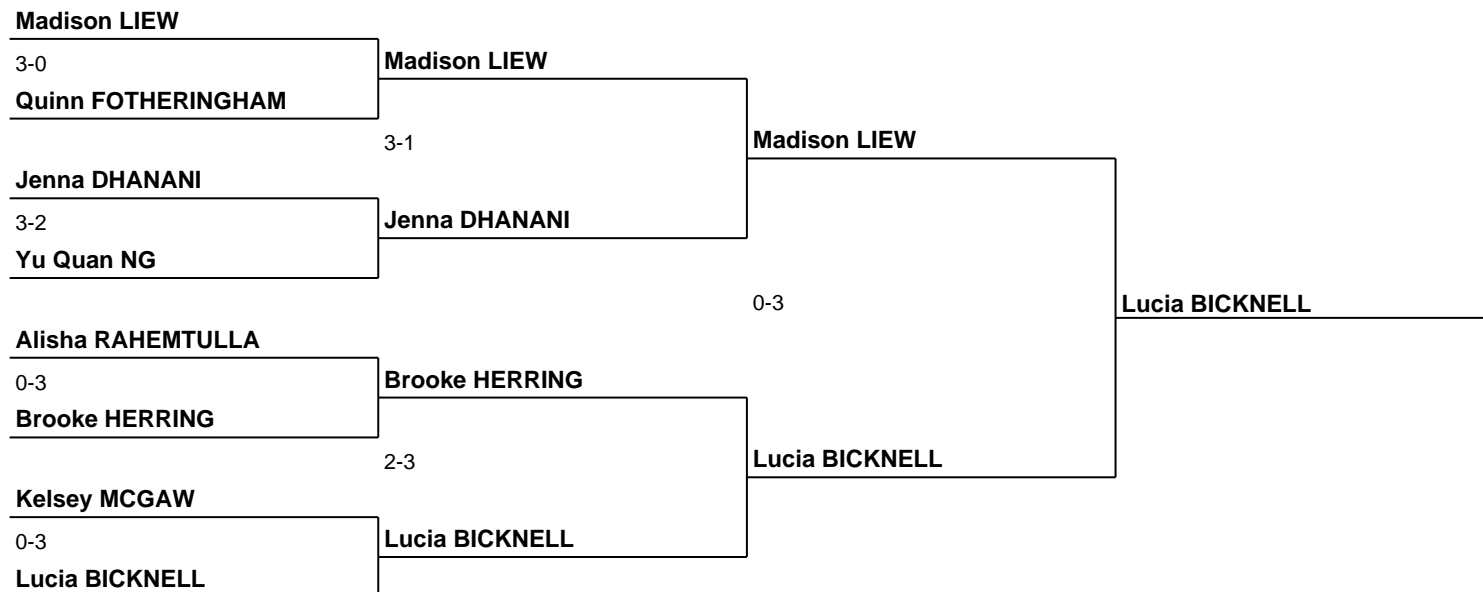 Madison LIEW
3-0
Quinn FOTHERINGHAM
Jenna DHANANI
3-2
Yu Quan NG
Alisha RAHEMTULLA
0-3
Brooke HERRING
Kelsey MCGAW
0-3
Lucia BICKNELL
Madison LIEW
3-1
Jenna DHANANI
Brooke HERRING
2-3
Lucia BICKNELL
Madison LIEW
0-3
Lucia BICKNELL
Lucia BICKNELL